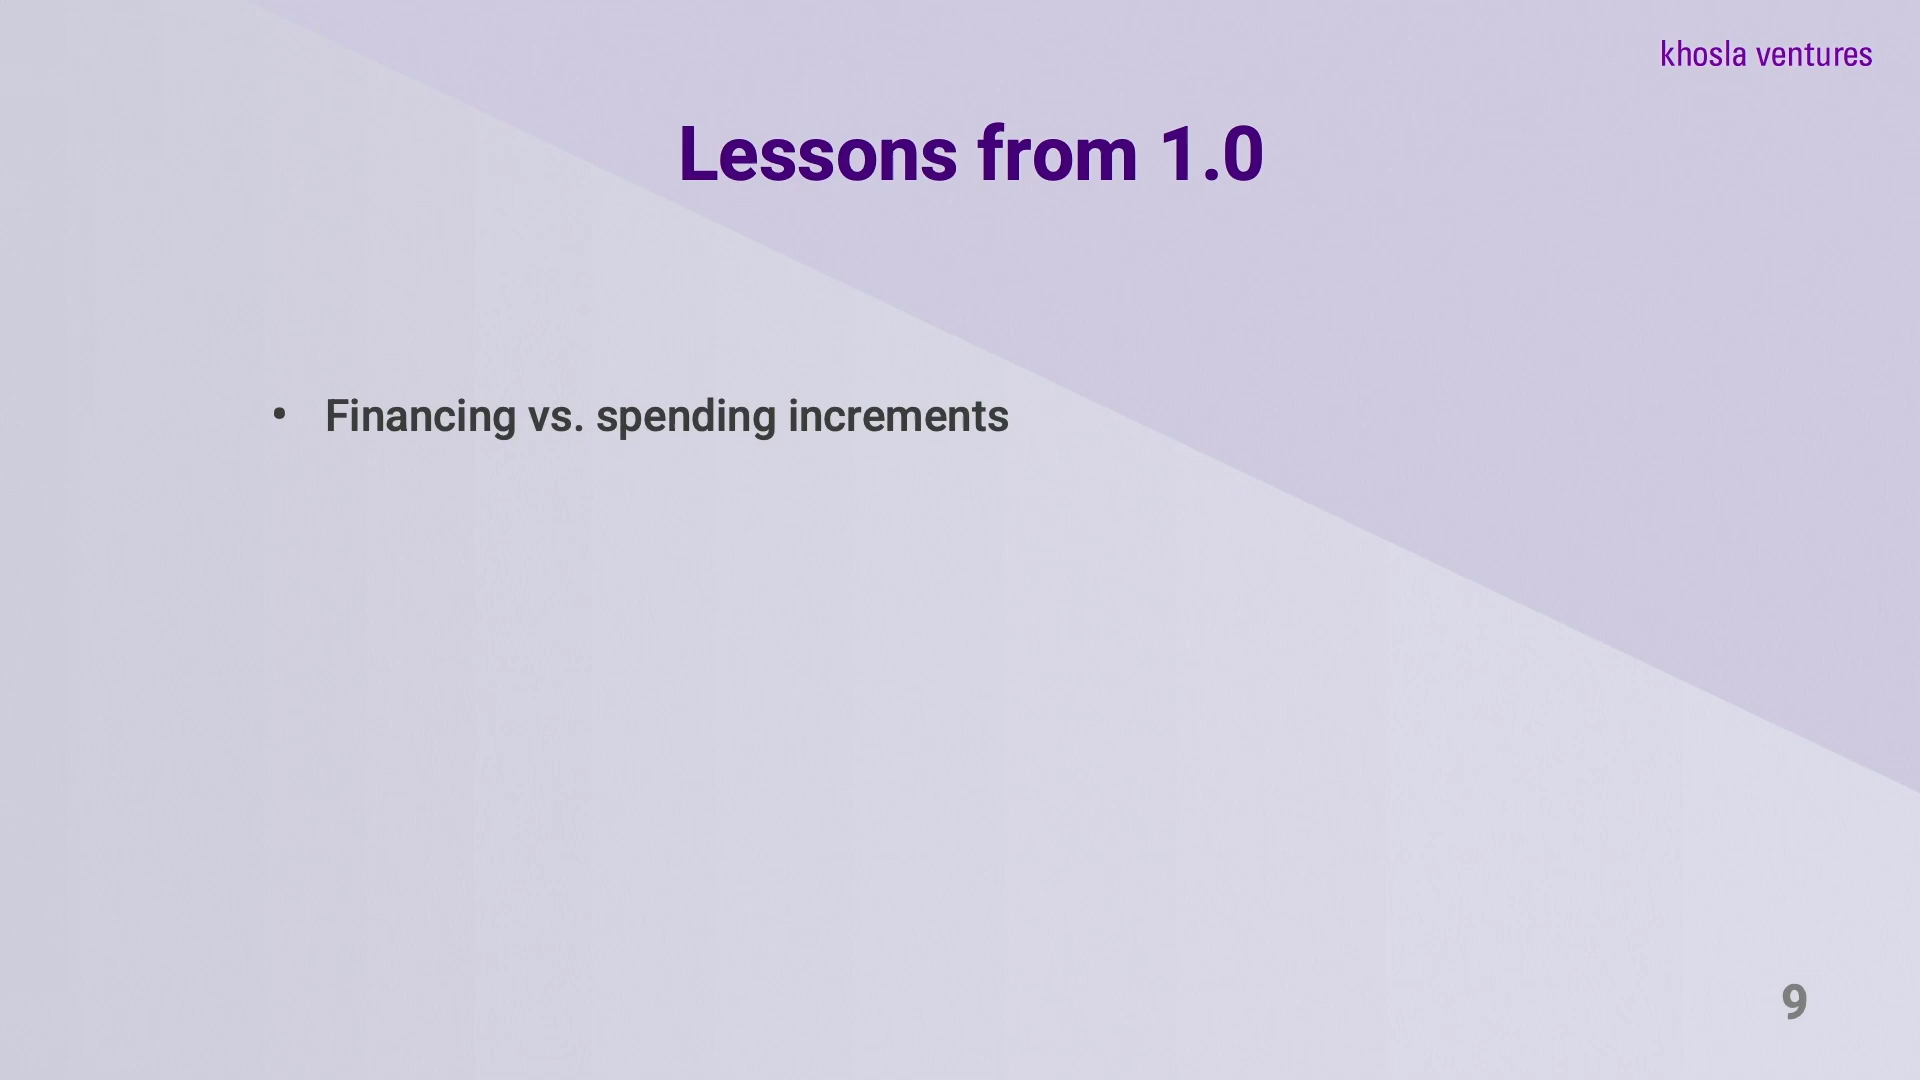 khosla ventures
Lessons from 1.0
• Financing vs. spending increments
9